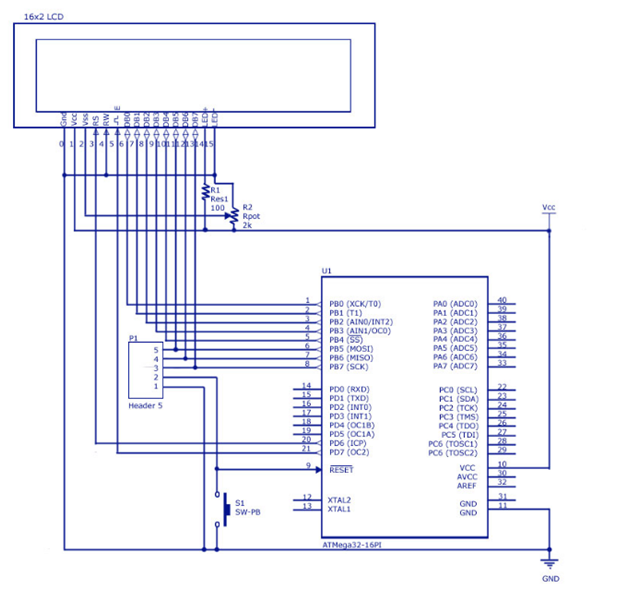 16x2 LCD
Gnd Vcc Vss RS RW E DB0 DB1 DB2 DB3 DB4 DB5 DB6 DB7 LED+ LED-
0 1 2 3 4 5 6 7 8 9 10 11 12 13 14 15
R1
Res1
100
R2
Rpot
2k
Vcc
U1
1 PB0 (XCK/T0) PA0 (ADC0) 40
2 PB1 (T1) PA1 (ADC1) 39
3 PB2 (AIN0/INT2) PA2 (ADC2) 38
4 PB3 (AIN1/OC0) PA3 (ADC3) 37
5 PB4 (SS) PA4 (ADC4) 36
6 PB5 (MOSI) PA5 (ADC5) 35
7 PB6 (MISO) PA6 (ADC6) 34
8 PB7 (SCK) PA7 (ADC7) 33
P1
5
4
3
2
1
Header 5
14 PD0 (RXD) PC0 (SCL) 22
15 PD1 (TXD) PC1 (SDA) 23
16 PD2 (INT0) PC2 (TCK) 24
17 PD3 (INT1) PC3 (TMS) 25
18 PD4 (OC1B) PC4 (TDO) 26
19 PD5 (OC1A) PC5 (TDI) 27
20 PD6 (ICP) PC6 (TOSC1) 28
21 PD7 (OC2) PC6 (TOSC2) 29
9 RESET VCC 10
AVCC 30
AREF 32
12 XTAL2 GND 31
13 XTAL1 GND 11
S1
SW-PB
ATMega32-16PI
GND